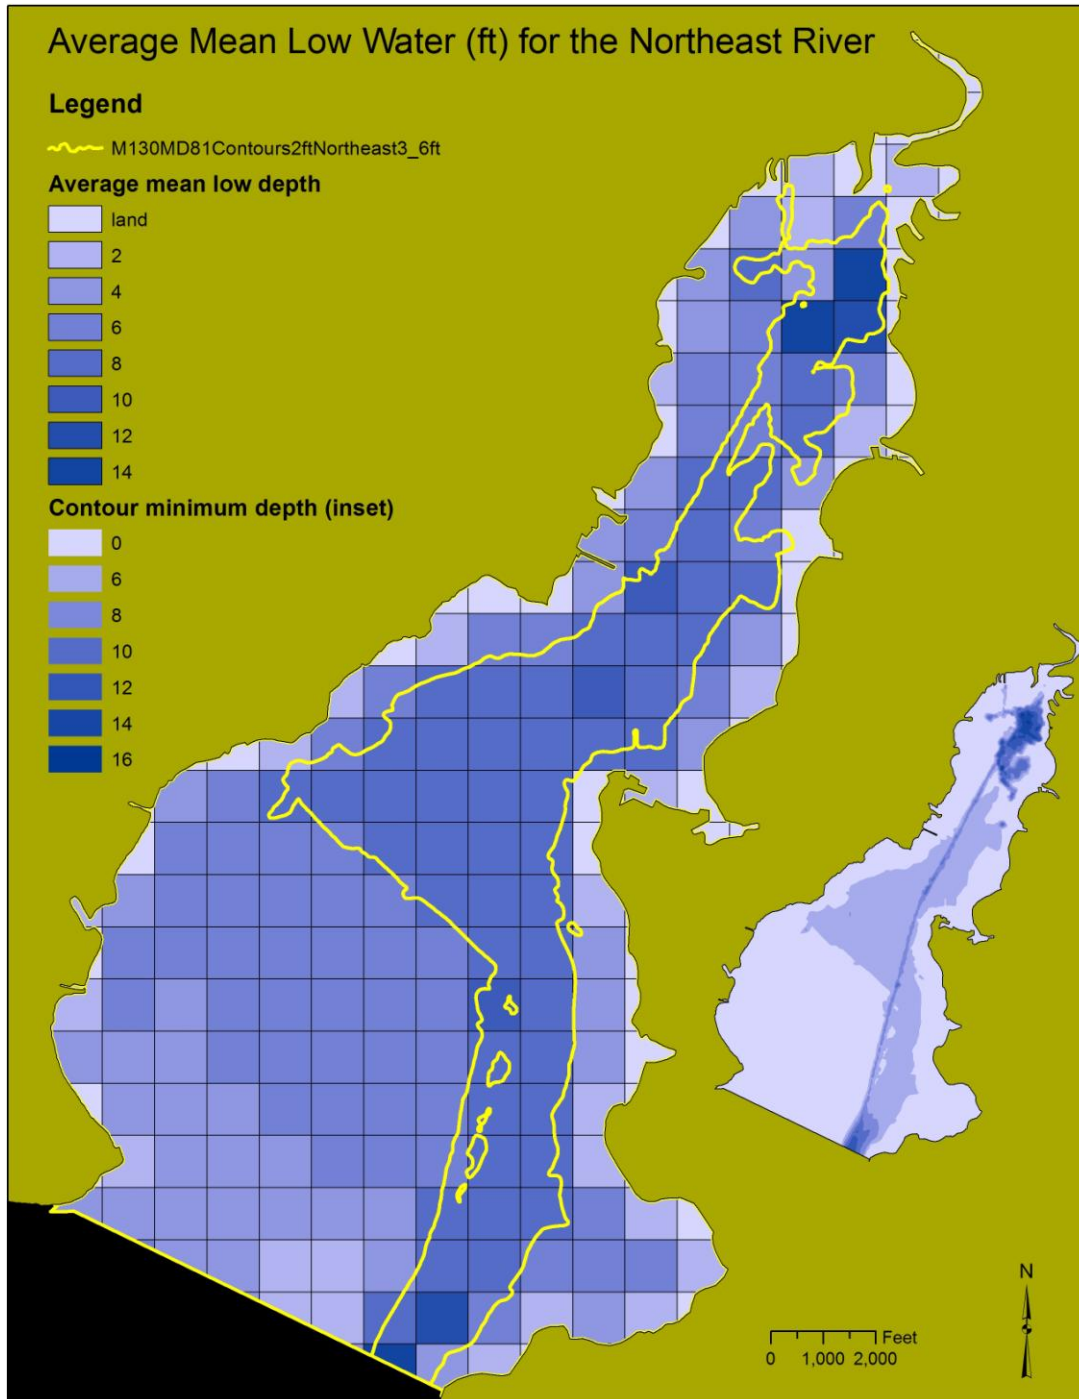 Average Mean Low Water (ft) for the Northeast River
Legend
M130MD81Contours2ftNortheast3_6ft
Average mean low depth
land
2
4
6
8
10
12
14
Contour minimum depth (inset)
0
6
8
10
12
14
16
N
Feet
0 1,000 2,000